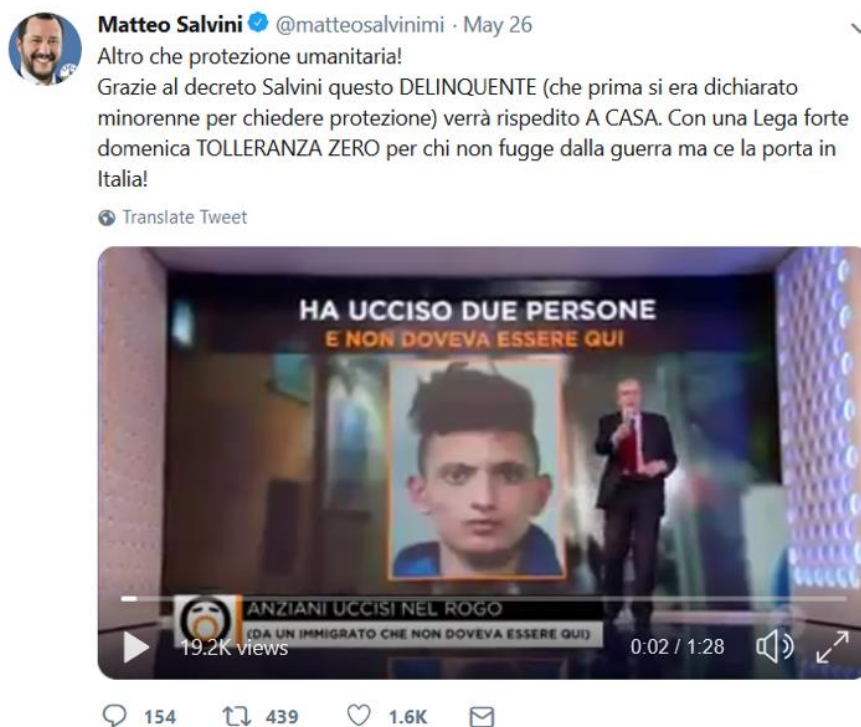 Matteo Salvini @matteosalvinimi · May 26
Altro che protezione umanitaria!
Grazie al decreto Salvini questo DELINQUENTE (che prima si era dichiarato
minorenne per chiedere protezione) verrà rispedito A CASA. Con una Lega forte
domenica TOLLERANZA ZERO per chi non fugge dalla guerra ma ce la porta in
Italia!
Translate Tweet
HA UCCISO DUE PERSONE
E NON DOVEVA ESSERE QUI
ANZIANI UCCISI NEL ROGO
(DA UN IMMIGRATO CHE NON DOVEVA ESSERE QUI)
19.2K views
0:02 / 1:28
154 439 1.6K